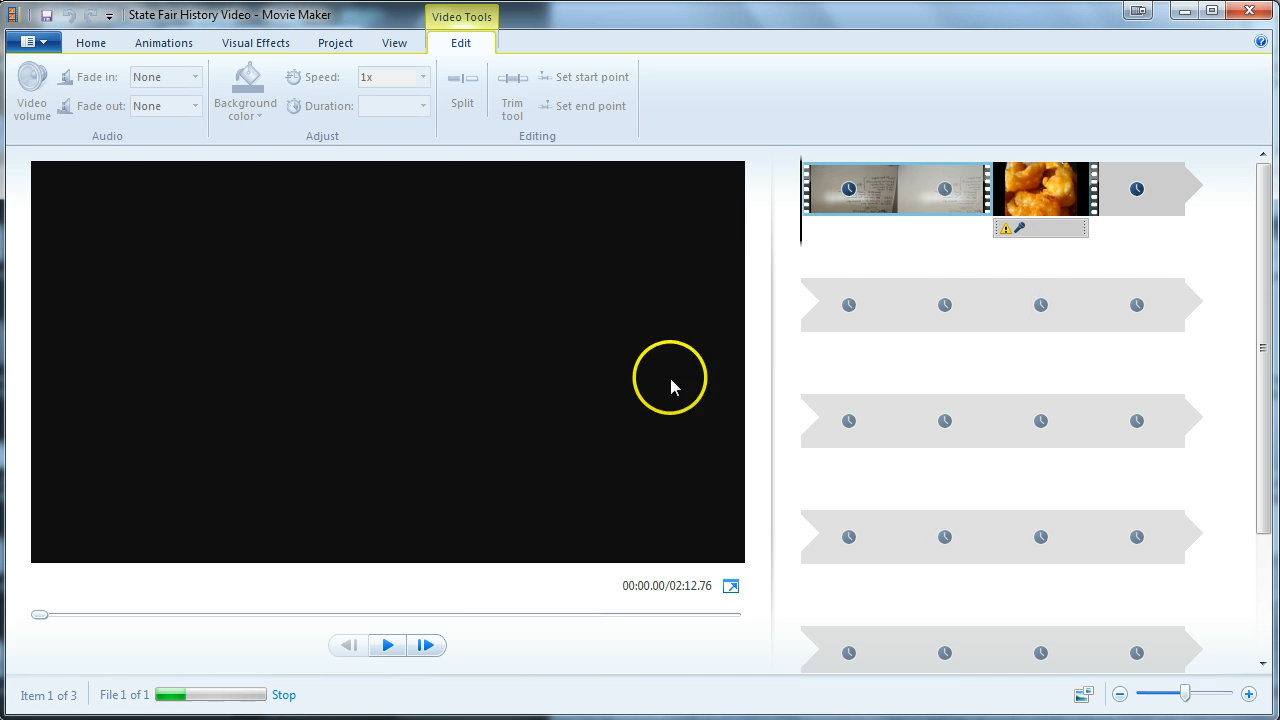 State Fair History Video - Movie Maker
Video Tools
Home Animations Visual Effects Project View Edit
Video volume
Fade in: None
Fade out: None
Audio
Background color
Speed: 1x
Duration:
Adjust
Split
Trim tool
Set start point
Set end point
Editing
00:00.00/02:12.76
Item 1 of 3
File 1 of 1
Stop